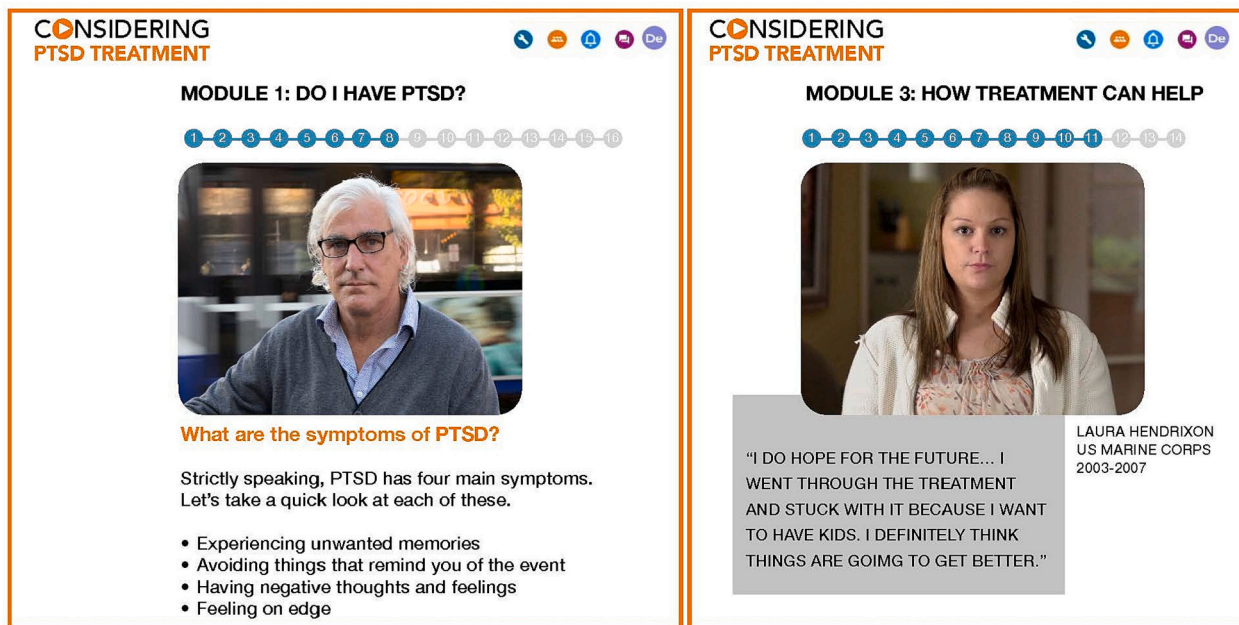 CONSIDERING
PTSD TREATMENT
De
MODULE 1: DO I HAVE PTSD?
1 2 3 4 5 6 7 8 9 10 11 12 13 14 15 16
What are the symptoms of PTSD?
Strictly speaking, PTSD has four main symptoms.
Let's take a quick look at each of these.
• Experiencing unwanted memories
• Avoiding things that remind you of the event
• Having negative thoughts and feelings
• Feeling on edge
CONSIDERING
PTSD TREATMENT
De
MODULE 3: HOW TREATMENT CAN HELP
1 2 3 4 5 6 7 8 9 10 11 12 13 14
“I DO HOPE FOR THE FUTURE... I
WENT THROUGH THE TREATMENT
AND STUCK WITH IT BECAUSE I WANT
TO HAVE KIDS. I DEFINITELY THINK
THINGS ARE GOIMG TO GET BETTER.”
LAURA HENDRIXON
US MARINE CORPS
2003-2007